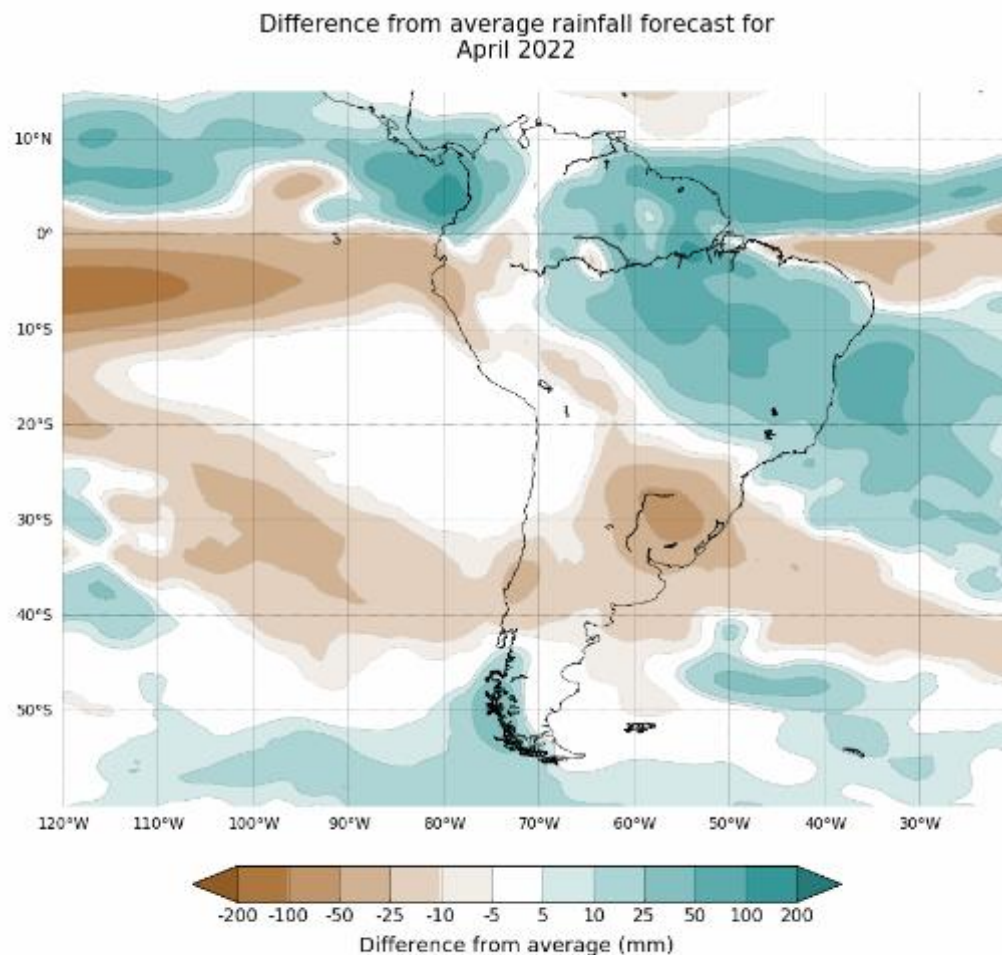 Difference from average rainfall forecast for
April 2022
10°N
0°
10°S
20°S
30°S
40°S
50°S
120°W 110°W 100°W 90°W 80°W 70°W 60°W 50°W 40°W 30°W
-200 -100 -50 -25 -10 -5 5 10 25 50 100 200
Difference from average (mm)